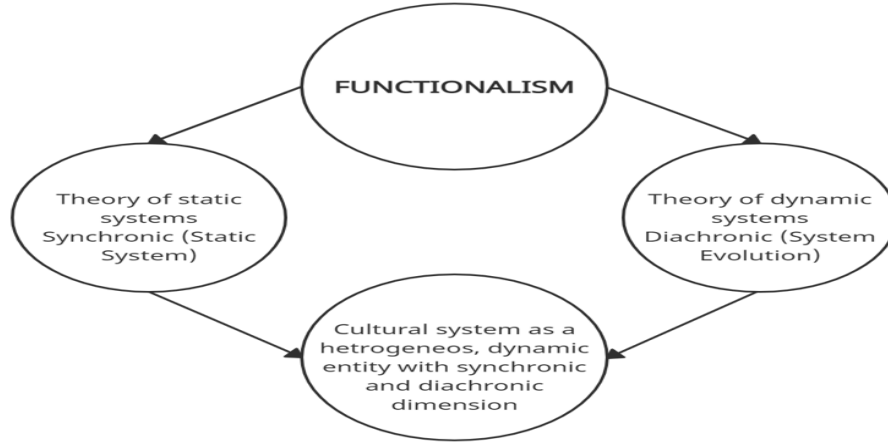 FUNCTIONALISM
Theory of static
systems
Synchronic (Static
System)
Theory of dynamic
systems
Diachronic (System
Evolution)
Cultural system as a
hetrogeneos, dynamic
entity with synchronic
and diachronic
dimension